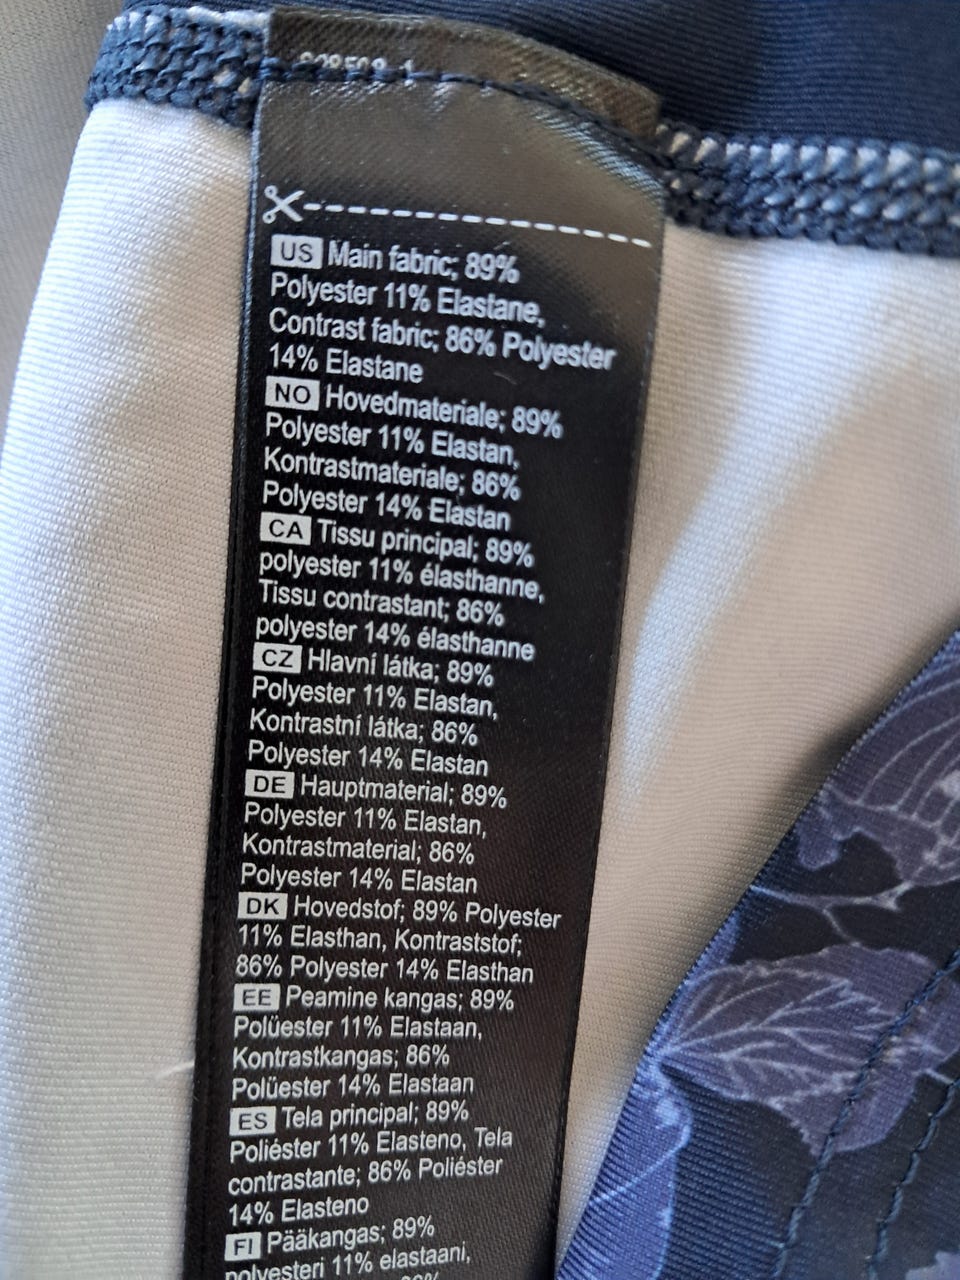 US Main fabric; 89%
Polyester 11% Elastane,
Contrast fabric; 86% Polyester
14% Elastane
NO Hovedmateriale; 89%
Polyester 11% Elastan,
Kontrastmateriale; 86%
Polyester 14% Elastan
CA Tissu principal; 89%
polyester 11% élasthanne,
Tissu contrastant; 86%
polyester 14% élasthanne
CZ Hlavní látka; 89%
Polyester 11% Elastan,
Kontrastní látka; 86%
Polyester 14% Elastan
DE Hauptmaterial; 89%
Polyester 11% Elastan,
Kontrastmaterial; 86%
Polyester 14% Elastan
DK Hovedstof; 89% Polyester
11% Elasthan, Kontraststof;
86% Polyester 14% Elasthan
EE Peamine kangas; 89%
Polüester 11% Elastaan,
Kontrastkangas; 86%
Polüester 14% Elastaan
ES Tela principal; 89%
Poliéster 11% Elasteno, Tela
contrastante; 86% Poliéster
14% Elasteno
FI Pääkangas; 89%
polyesteri 11% elastaani,